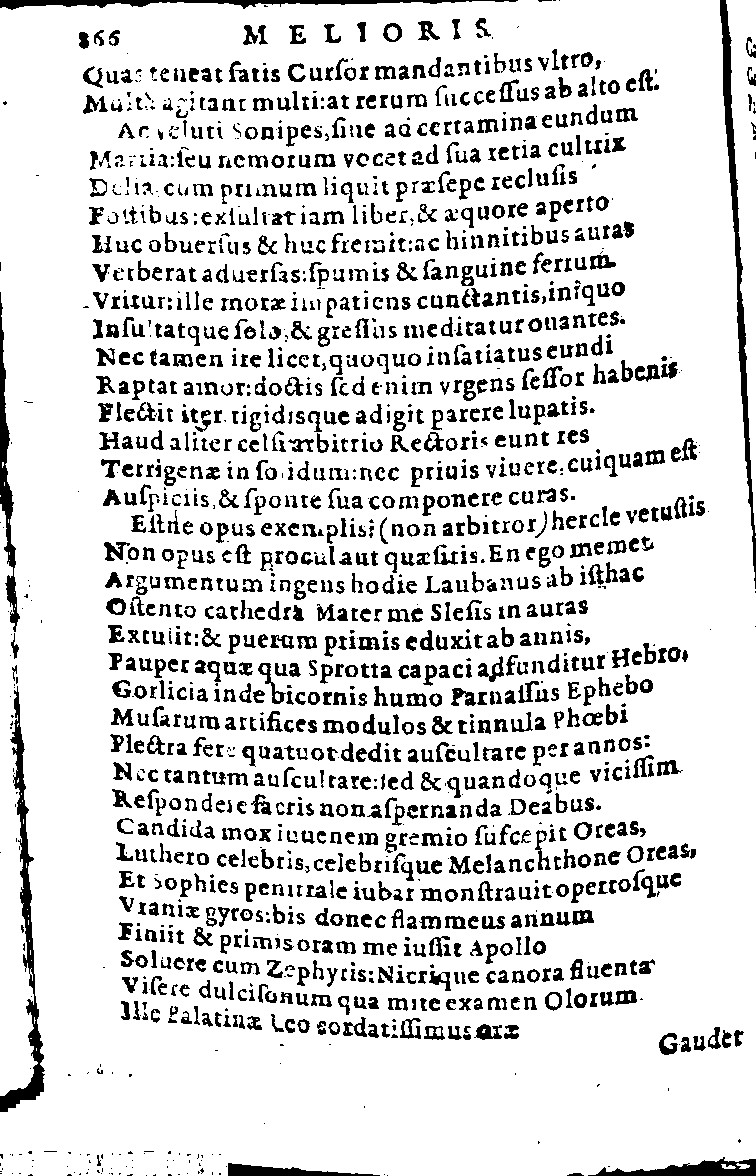 866 MELIORIS
Quas teneat fatis Cursor mandantibus vltro,
Multa agitant multi:at rerum successus ab alto est.
Ac veluti Sonipes,siue ad certamina eundum
Martia:seu nemorum vocet ad sua retia cultrix
Delia,cum primum liquit præsepe reclusis
Postibus:exsultat iam liber,& æquore aperto
Huc obuersus & huc fremit:ac hinnitibus auras
Verberat aduersas:spumis & sanguine ferrum
Vritur:ille moræ impatiens cunctantis,iniquo
Insultatque solo,& gressus meditatur ouantes.
Nec tamen ire licet,quoquo insatiatus eundi
Raptat amor:doctis sed enim vrgens sessor habenis
Flectit iter, rigidisque adigit parere lupatis.
Haud aliter celsi arbitrio Rectoris eunt res
Terrigenæ in solidum:nec priuis viuere, cuiquam est
Auspiciis,& sponte sua componere curas.
Estne opus exemplis?(non arbitror)hercle vetustis
Non opus est procul aut quæsitis.En ego memet
Argumentum ingens hodie Laubanus ab isthac
Ostento cathedra Mater me Slesis in auras
Extulit:& puerum primis eduxit ab annis,
Pauper aquæ qua Sprotta capaci adfunditur Hebro,
Gorlicia inde bicornis humo Parnassus Ephebo
Musarum artifices modulos & tinnula Phœbi
Plectra fere quatuor dedit auscultare per annos:
Nec tantum auscultare:sed & quandoque vicissim
Respondere sacris non aspernanda Deabus.
Candida mox iuuenem gremio suscepit Oreas,
Luthero celebris,celebrisque Melanchthone Oreas,
Et Sophies penitrale iubar monstrauit opertosque
Vraniæ gyros:bis donec flammeus annum
Finiit & primis oram me iussit Apollo
Soluere cum Zephyris:Nicrique canora fluenta
Visere dulcisonum qua mite examen Olorum
Ille Palatinæ Leo cordatissimus oræ
Gaudet